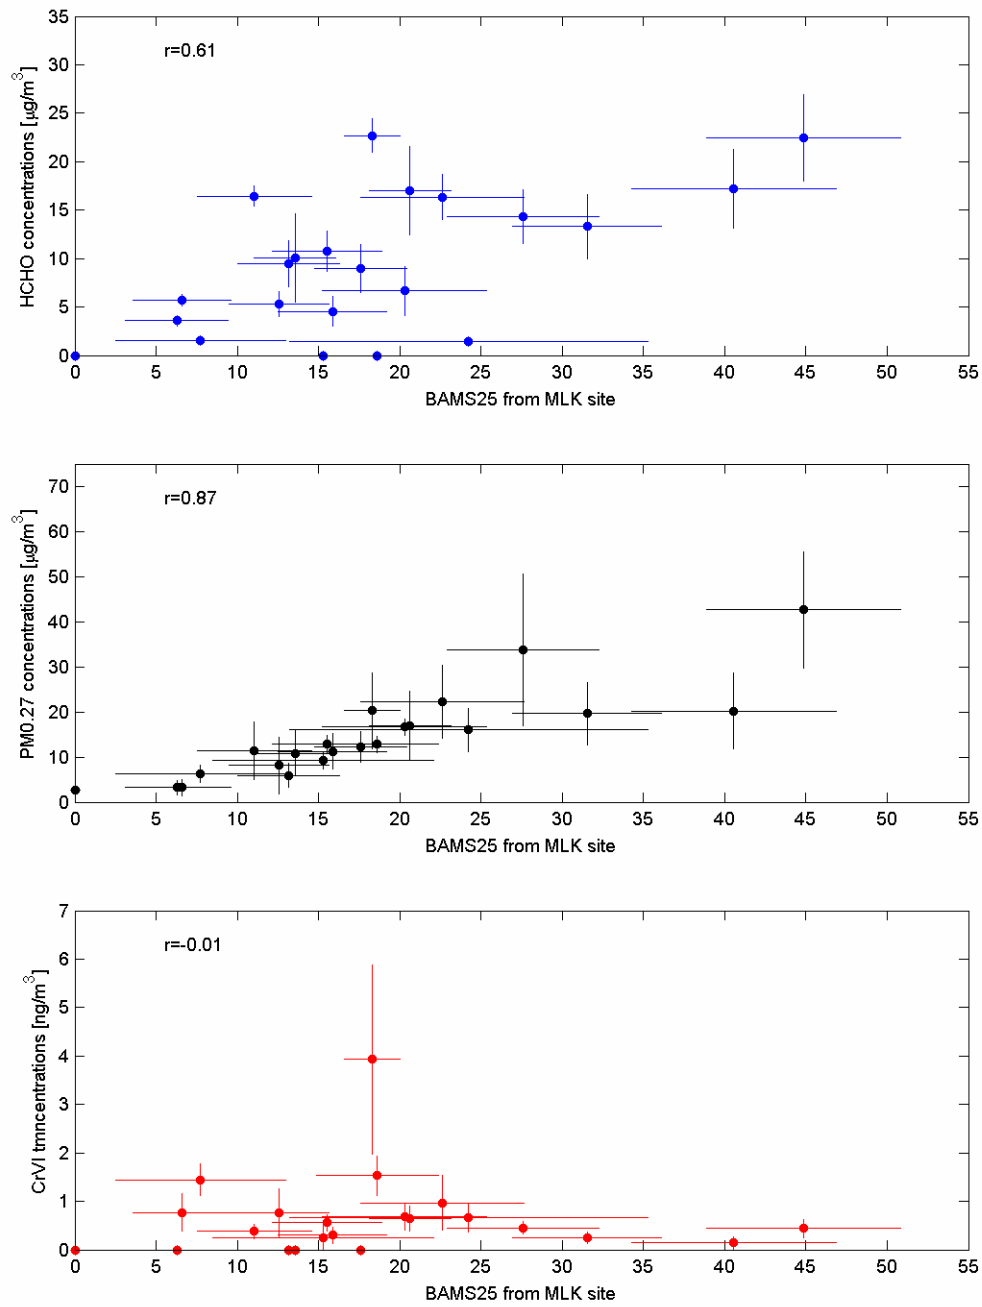 35
30
25
20
15
10
5
0
r=0.61
HCHO concentrations [µg/m³]
0 5 10 15 20 25 30 35 40 45 50 55
BAMS25 from MLK site
70
60
50
40
30
20
10
0
r=0.87
PM0.27 concentrations [µg/m³]
0 5 10 15 20 25 30 35 40 45 50 55
BAMS25 from MLK site
7
6
5
4
3
2
1
0
r=-0.01
CrVI tmncentrations [ng/m³]
0 5 10 15 20 25 30 35 40 45 50 55
BAMS25 from MLK site